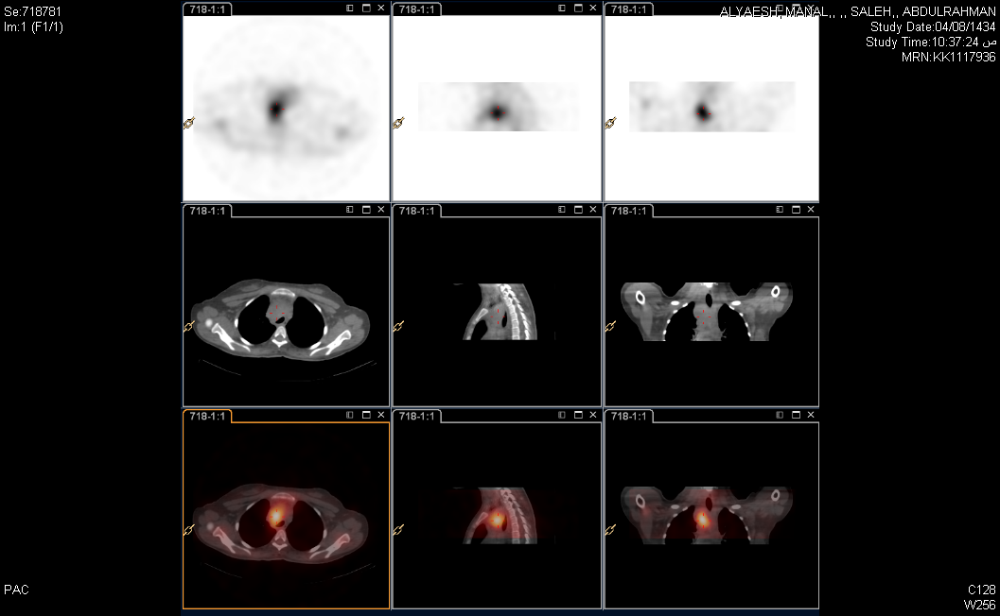 Se:718781
Im:1 (F1/1)
ALYAESH, MANAL,, ,, SALEH,, ABDULRAHMAN
Study Date:04/08/1434
Study Time:10:37:24 ص
MRN:KK1117936
718-1:1
718-1:1
718-1:1
718-1:1
718-1:1
718-1:1
718-1:1
718-1:1
718-1:1
PAC
C128
W256